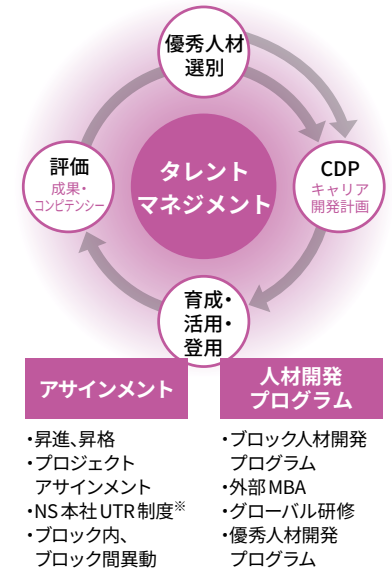 優秀人材
選別
評価
成果・
コンピテンシー
タレント
マネジメント
CDP
キャリア
開発計画
育成・
活用・
登用
アサインメント
・昇進、昇格
・プロジェクト
アサインメント
・NS本社UTR制度※
・ブロック内、
ブロック間異動
人材開発
プログラム
・ブロック人材開発
プログラム
・外部MBA
・グローバル研修
・優秀人材開発
プログラム